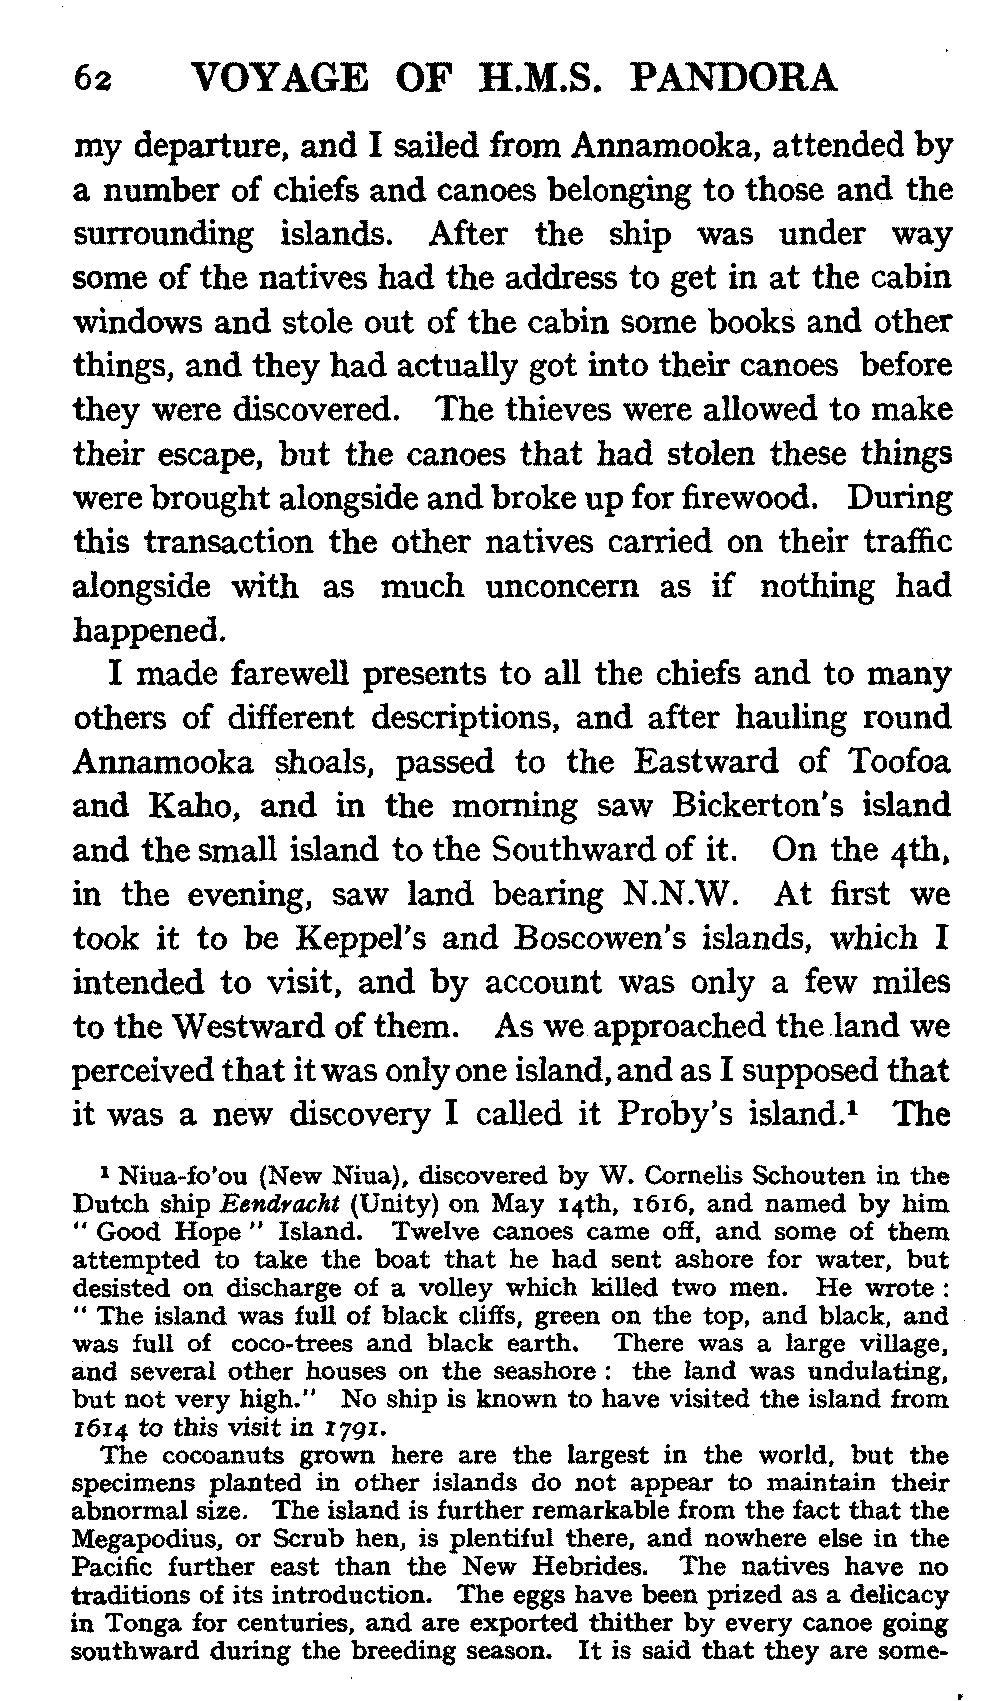 62 VOYAGE OF H.M.S. PANDORA
my departure, and I sailed from Annamooka, attended by
a number of chiefs and canoes belonging to those and the
surrounding islands. After the ship was under way
some of the natives had the address to get in at the cabin
windows and stole out of the cabin some books and other
things, and they had actually got into their canoes before
they were discovered. The thieves were allowed to make
their escape, but the canoes that had stolen these things
were brought alongside and broke up for firewood. During
this transaction the other natives carried on their traffic
alongside with as much unconcern as if nothing had
happened.
I made farewell presents to all the chiefs and to many
others of different descriptions, and after hauling round
Annamooka shoals, passed to the Eastward of Toofoa
and Kaho, and in the morning saw Bickerton's island
and the small island to the Southward of it. On the 4th,
in the evening, saw land bearing N.N.W. At first we
took it to be Keppel's and Boscowen's islands, which I
intended to visit, and by account was only a few miles
to the Westward of them. As we approached the land we
perceived that it was only one island, and as I supposed that
it was a new discovery I called it Proby's island.¹ The
¹ Niua-fo'ou (New Niua), discovered by W. Cornelis Schouten in the
Dutch ship Eendracht (Unity) on May 14th, 1616, and named by him
" Good Hope " Island. Twelve canoes came off, and some of them
attempted to take the boat that he had sent ashore for water, but
desisted on discharge of a volley which killed two men. He wrote :
" The island was full of black cliffs, green on the top, and black, and
was full of coco-trees and black earth. There was a large village,
and several other houses on the seashore : the land was undulating,
but not very high." No ship is known to have visited the island from
1614 to this visit in 1791.
The cocoanuts grown here are the largest in the world, but the
specimens planted in other islands do not appear to maintain their
abnormal size. The island is further remarkable from the fact that the
Megapodius, or Scrub hen, is plentiful there, and nowhere else in the
Pacific further east than the New Hebrides. The natives have no
traditions of its introduction. The eggs have been prized as a delicacy
in Tonga for centuries, and are exported thither by every canoe going
southward during the breeding season. It is said that they are some-